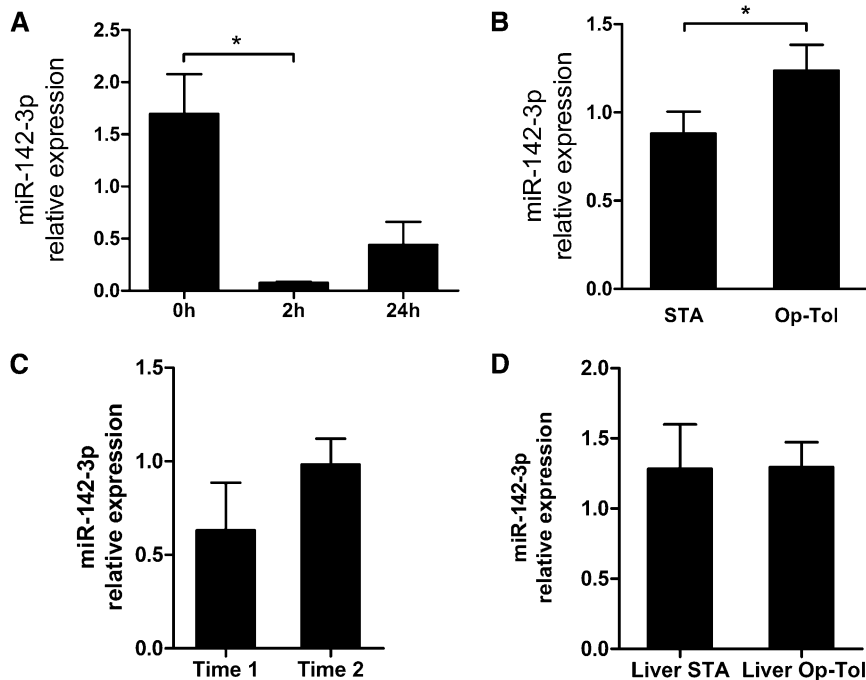 A
miR-142-3p
relative expression
2.5
2.0
1.5
1.0
0.5
0.0
*
0h 2h 24h
B
miR-142-3p
relative expression
1.5
1.0
0.5
0.0
*
STA Op-Tol
C
miR-142-3p
relative expression
1.5
1.0
0.5
0.0
Time 1 Time 2
D
miR-142-3p
relative expression
2.0
1.5
1.0
0.5
0.0
Liver STA Liver Op-Tol